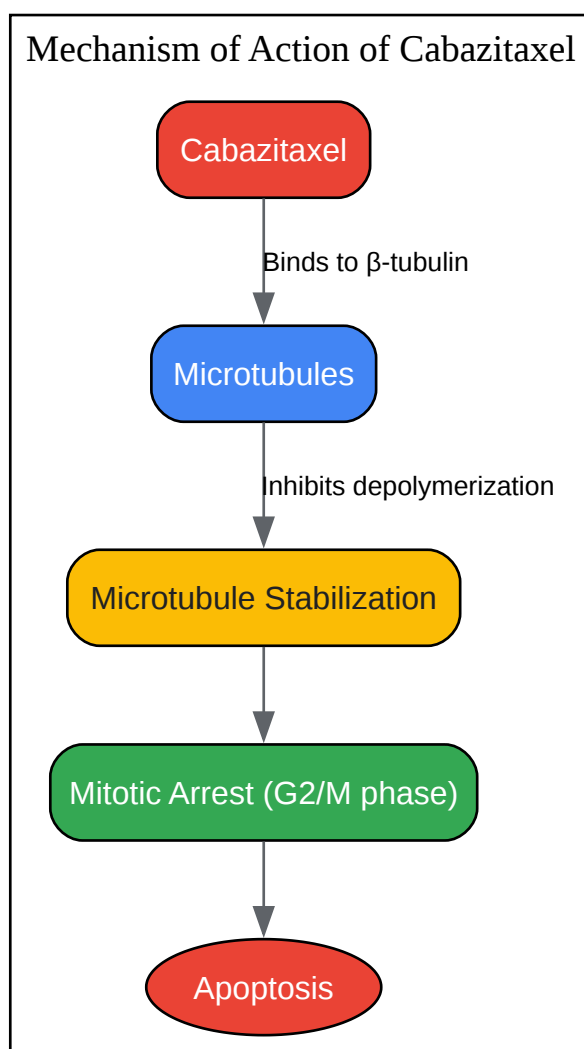 Mechanism of Action of Cabazitaxel
Cabazitaxel
Binds to β-tubulin
Microtubules
Inhibits depolymerization
Microtubule Stabilization
Mitotic Arrest (G2/M phase)
Apoptosis